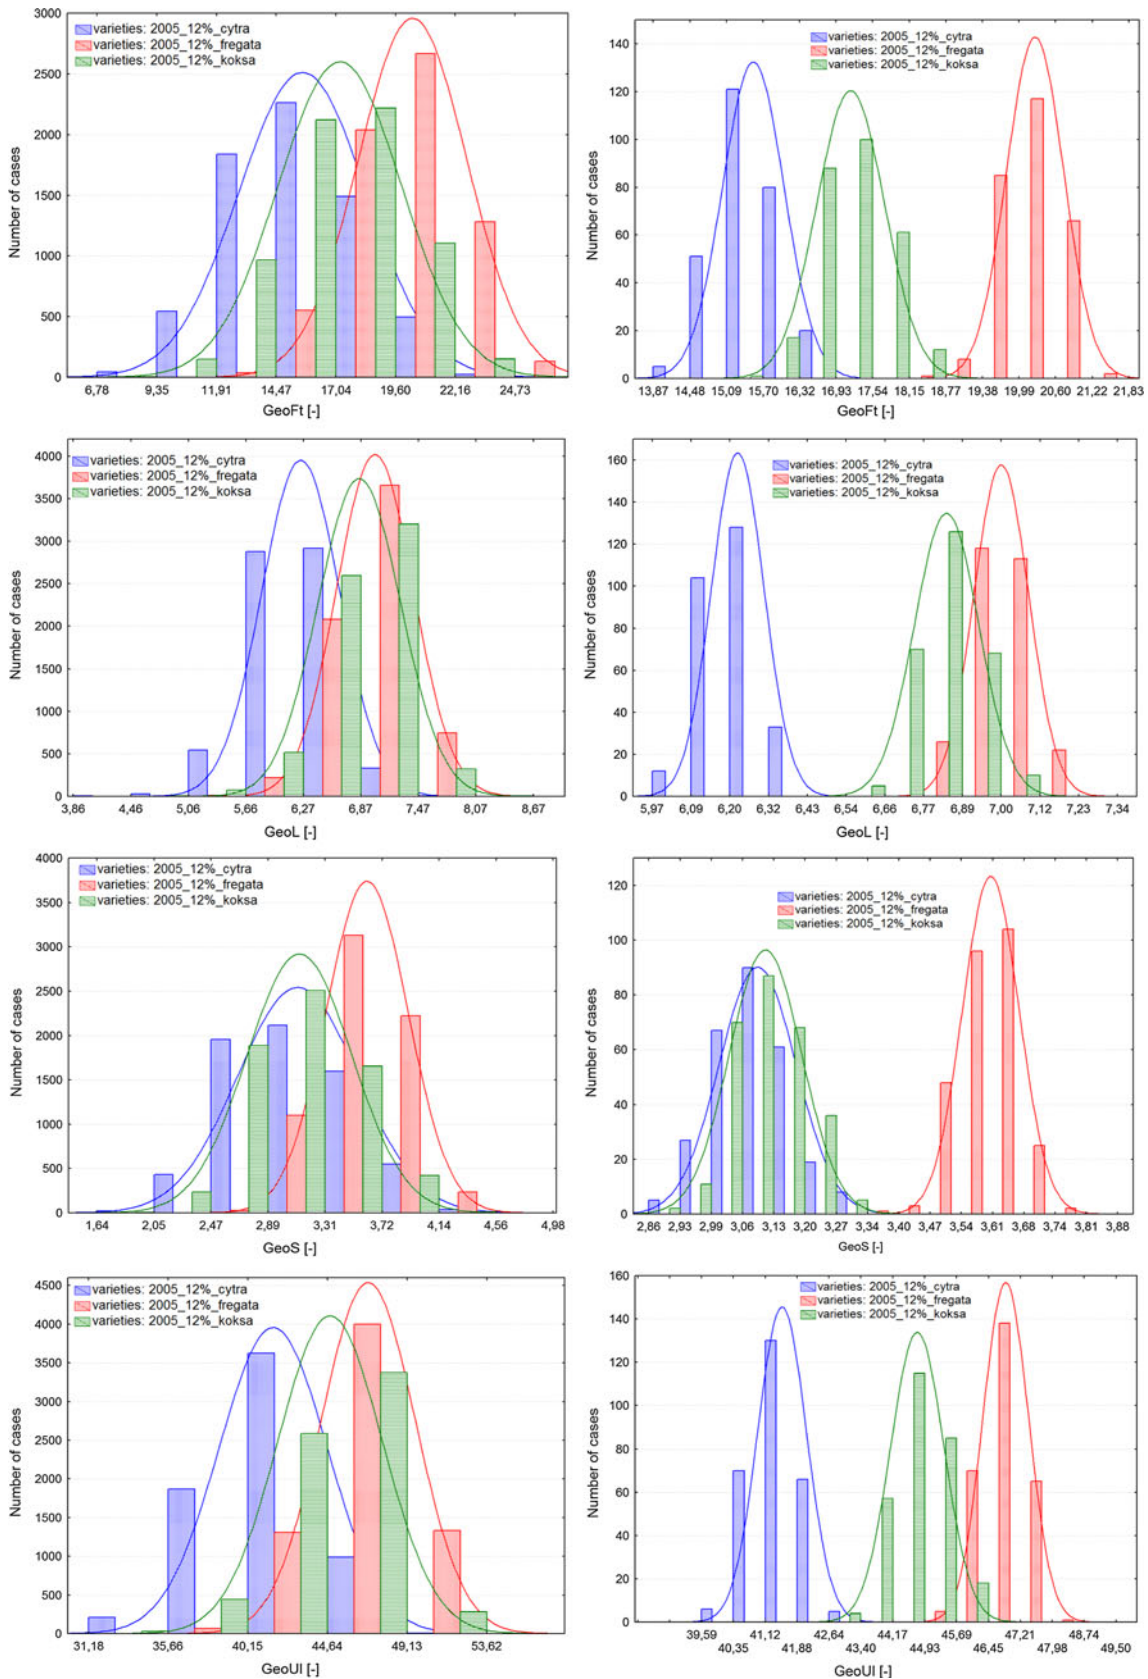 3000
2500
2000
1500
1000
500
0
Number of cases
varieties: 2005_12%_cytra
varieties: 2005_12%_fregata
varieties: 2005_12%_koksa
6,78 9,35 11,91 14,47 17,04 19,60 22,16 24,73
GeoFt [-]
140
120
100
80
60
40
20
0
Number of cases
varieties: 2005_12%_cytra
varieties: 2005_12%_fregata
varieties: 2005_12%_koksa
13,87 14,48 15,09 15,70 16,32 16,93 17,54 18,15 18,77 19,38 19,99 20,60 21,22 21,83
GeoFt [-]
4000
3500
3000
2500
2000
1500
1000
500
0
Number of cases
varieties: 2005_12%_cytra
varieties: 2005_12%_fregata
varieties: 2005_12%_koksa
3,86 4,46 5,06 5,66 6,27 6,87 7,47 8,07 8,67
GeoL [-]
160
140
120
100
80
60
40
20
0
Number of cases
varieties: 2005_12%_cytra
varieties: 2005_12%_fregata
varieties: 2005_12%_koksa
5,97 6,09 6,20 6,32 6,43 6,54 6,66 6,77 6,89 7,00 7,12 7,23 7,34
GeoL [-]
4000
3500
3000
2500
2000
1500
1000
500
0
Number of cases
varieties: 2005_12%_cytra
varieties: 2005_12%_fregata
varieties: 2005_12%_koksa
1,64 2,05 2,47 2,89 3,31 3,72 4,14 4,56 4,98
GeoS [-]
120
100
80
60
40
20
0
Number of cases
varieties: 2005_12%_cytra
varieties: 2005_12%_fregata
varieties: 2005_12%_koksa
2,86 2,93 2,99 3,06 3,13 3,20 3,27 3,34 3,40 3,47 3,54 3,61 3,68 3,74 3,81 3,88
GeoS [-]
4500
4000
3500
3000
2500
2000
1500
1000
500
0
Number of cases
varieties: 2005_12%_cytra
varieties: 2005_12%_fregata
varieties: 2005_12%_koksa
31,18 35,66 40,15 44,64 49,13 53,62
GeoUl [-]
160
140
120
100
80
60
40
20
0
Number of cases
varieties: 2005_12%_cytra
varieties: 2005_12%_fregata
varieties: 2005_12%_koksa
39,59 41,12 42,64 44,17 45,69 47,21 48,74
40,35 41,88 43,40 44,93 46,45 47,98 49,50
GeoUl [-]